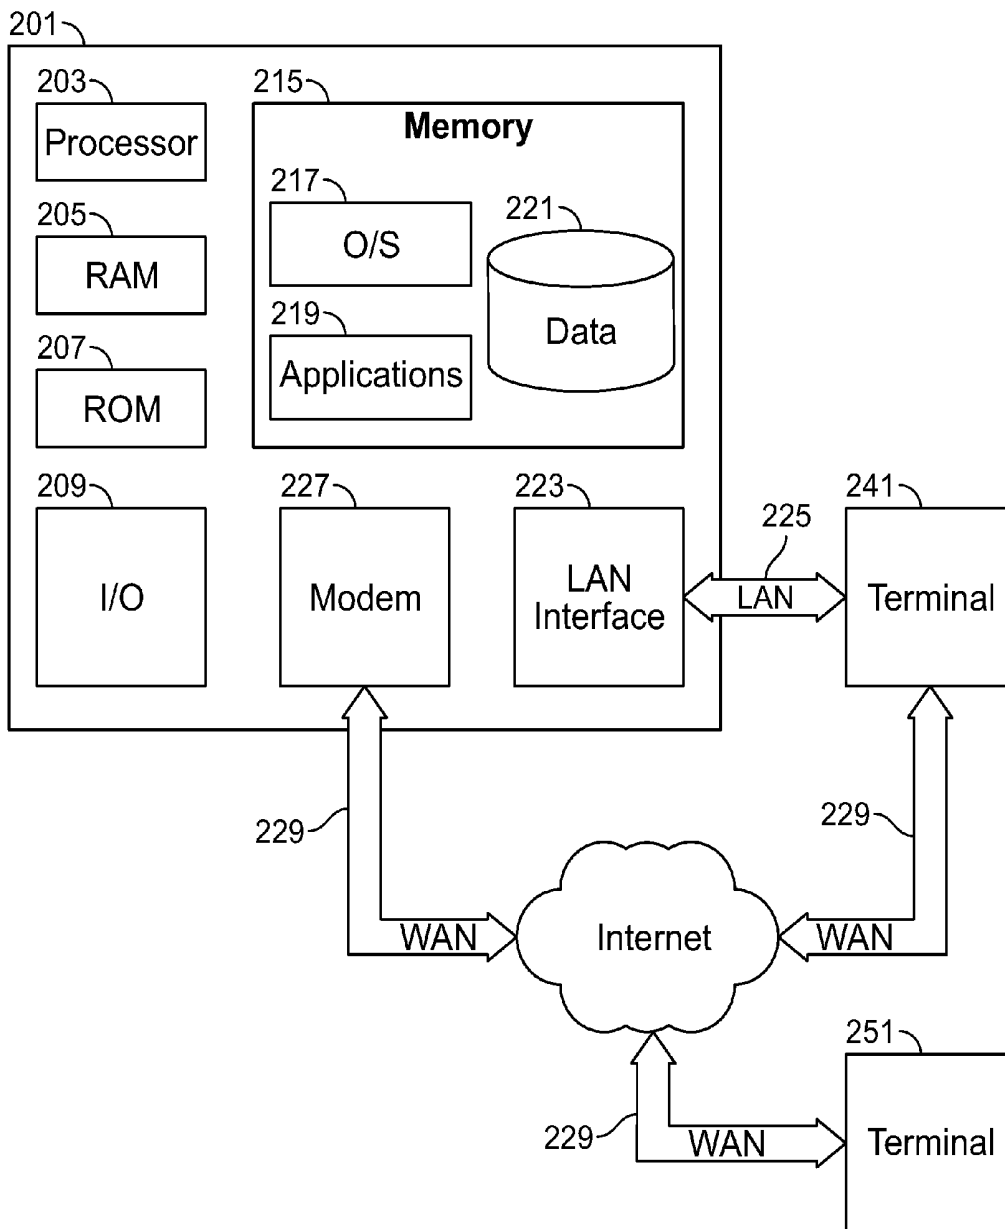 201
203
Processor
205
RAM
207
ROM
209
I/O
215
Memory
217
O/S
219
Applications
221
Data
227
Modem
223
LAN
Interface
225
LAN
241
Terminal
229
WAN
Internet
229
WAN
229
WAN
251
Terminal